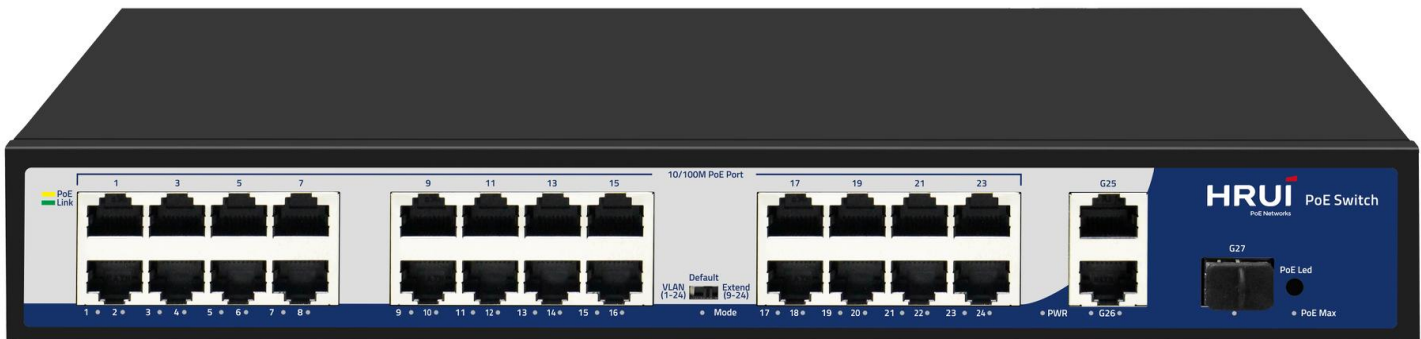 10/100M PoE Port
1 3 5 7 9 11 13 15 17 19 21 23 G25
PoE
Link
HRUÍ
PoE Networks
PoE Switch
G27
PoE Led
Default
VLAN
(1-24)
Extend
(9-24)
1 2 3 4 5 6 7 8 9 10 11 12 13 14 15 16 Mode 17 18 19 20 21 22 23 24 PWR G26 PoE Max